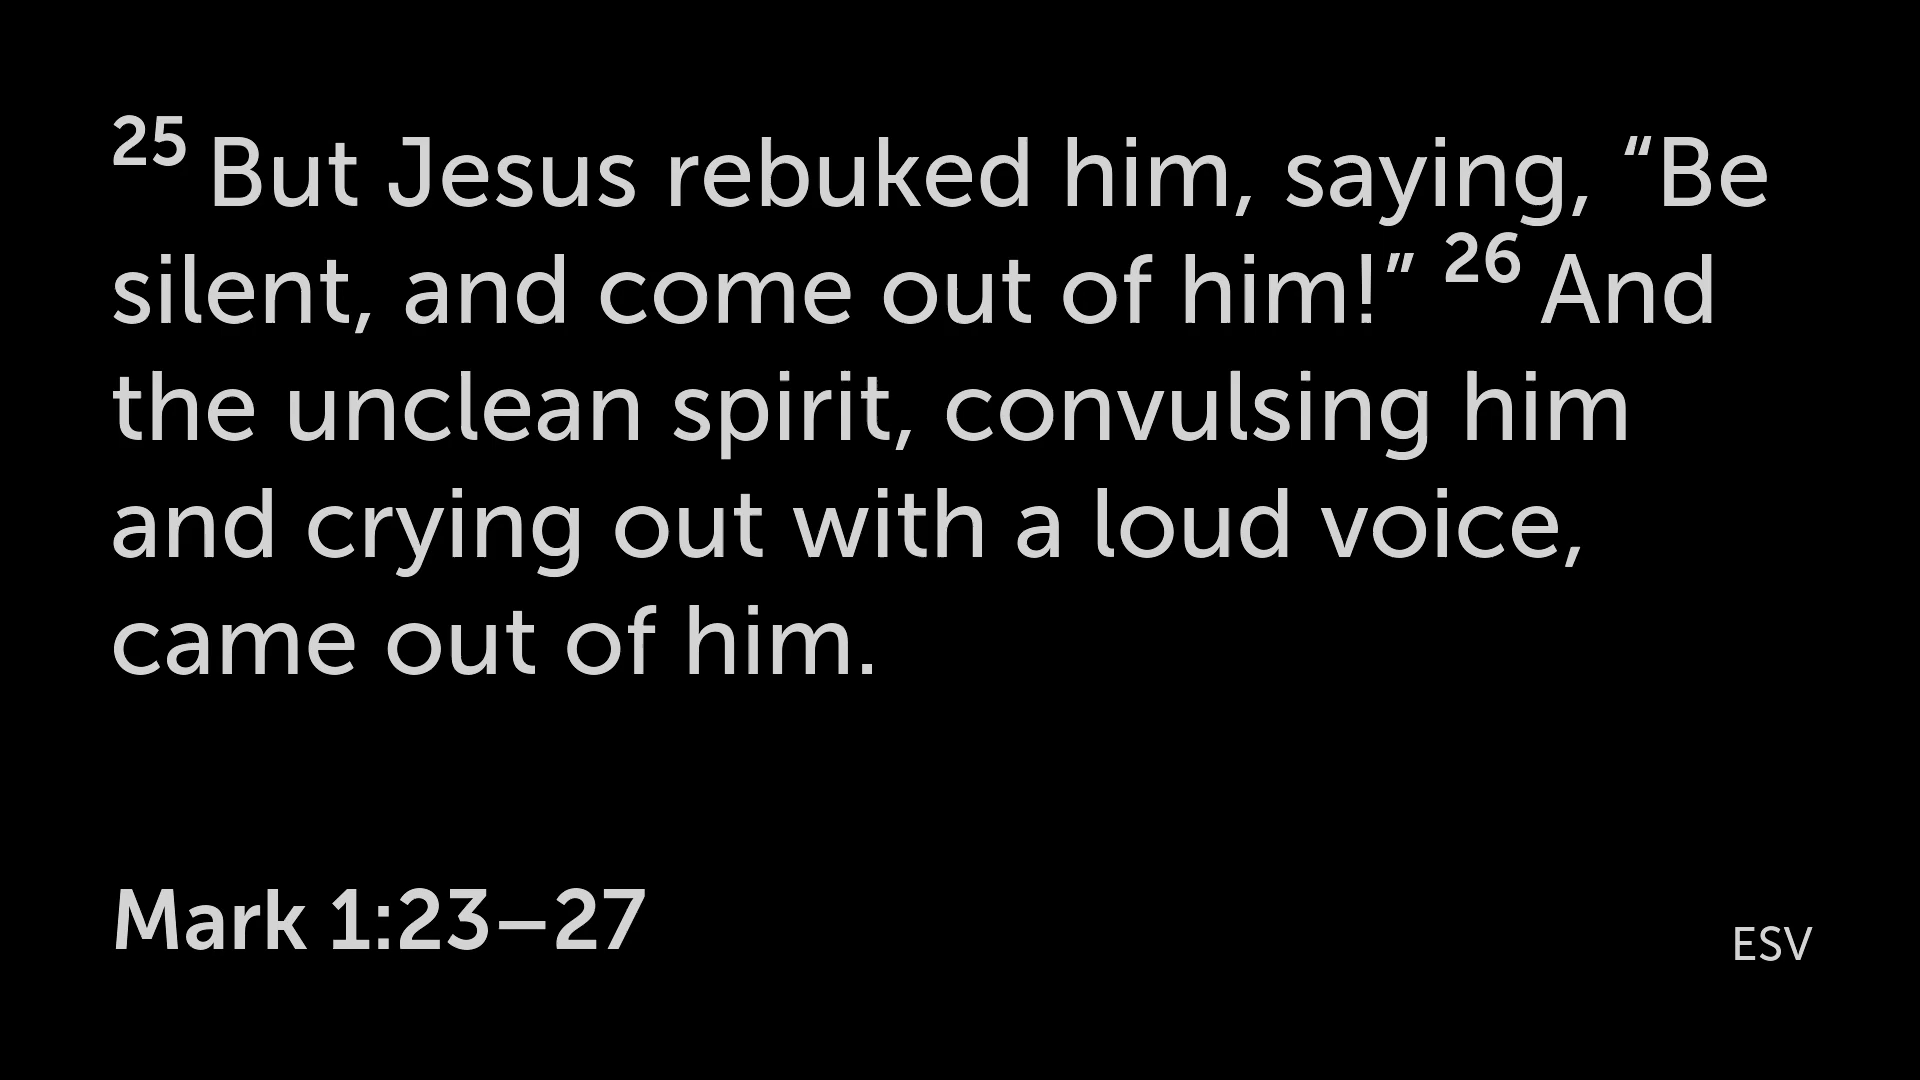 25 But Jesus rebuked him, saying, “Be
silent, and come out of him!” 26 And
the unclean spirit, convulsing him
and crying out with a loud voice,
came out of him.
Mark 1:23–27
ESV